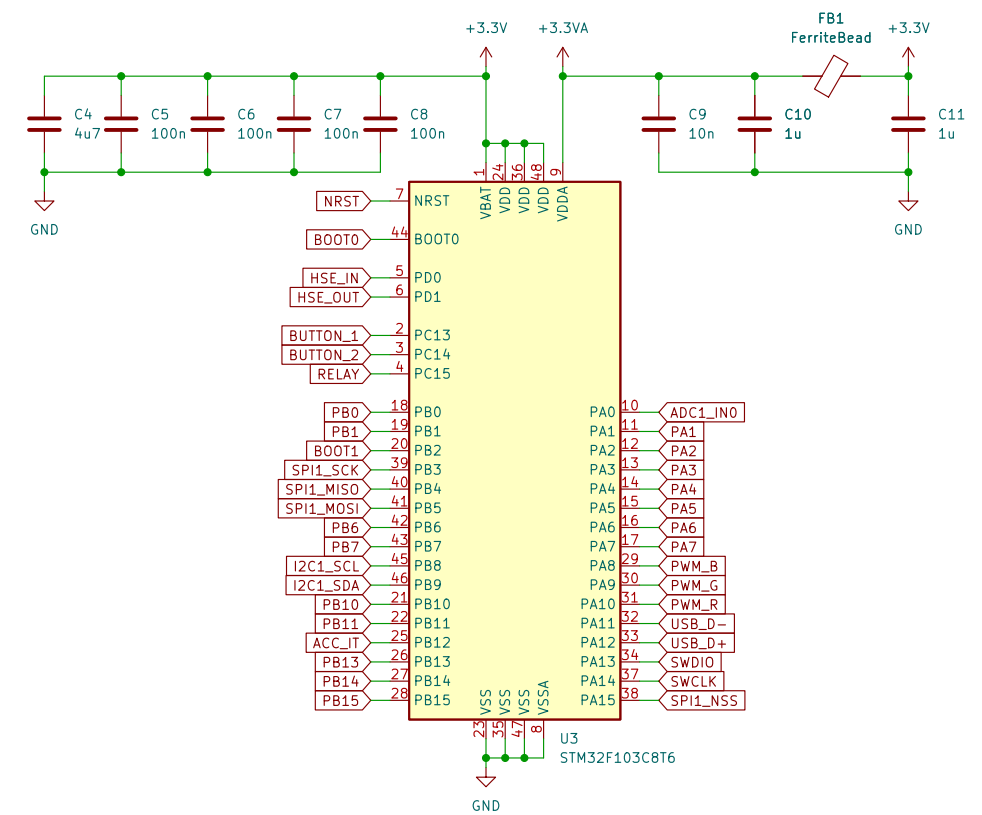 FB1
+3.3V +3.3VA FerriteBead +3.3V
C4 C5 C6 C7 C8 C9 C10 C11
4u7 100n 100n 100n 100n 10n 1u 1u
1 24 36 48 9
GND VBAT VDD VDD VDD VDDA GND
NRST 7 NRST
BOOT0 44 BOOT0
HSE_IN 5 PD0
HSE_OUT 6 PD1
BUTTON_1 2 PC13
BUTTON_2 3 PC14
RELAY 4 PC15
PB0 18 PB0 PA0 10 ADC1_IN0
PB1 19 PB1 PA1 11 PA1
BOOT1 20 PB2 PA2 12 PA2
SPI1_SCK 39 PB3 PA3 13 PA3
SPI1_MISO 40 PB4 PA4 14 PA4
SPI1_MOSI 41 PB5 PA5 15 PA5
PB6 42 PB6 PA6 16 PA6
PB7 43 PB7 PA7 17 PA7
I2C1_SCL 45 PB8 PA8 29 PWM_B
I2C1_SDA 46 PB9 PA9 30 PWM_G
PB10 21 PB10 PA10 31 PWM_R
PB11 22 PB11 PA11 32 USB_D-
ACC_IT 25 PB12 PA12 33 USB_D+
PB13 26 PB13 PA13 34 SWDIO
PB14 27 PB14 PA14 37 SWCLK
PB15 28 PB15 PA15 38 SPI1_NSS
VSS VSS VSS VSSA
23 35 47 8
U3
STM32F103C8T6
GND